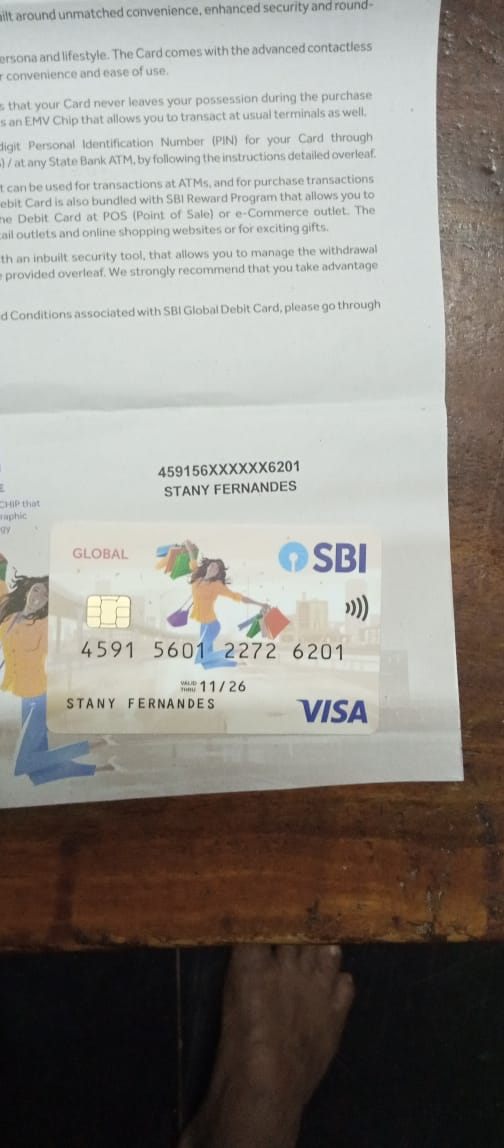 ilt around unmatched convenience, enhanced security and round-
ersona and lifestyle. The Card comes with the advanced contactless
r convenience and ease of use.
s that your Card never leaves your possession during the purchase
s an EMV Chip that allows you to transact at usual terminals as well.
digit Personal Identification Number (PIN) for your Card through
) / at any State Bank ATM, by following the instructions detailed overleaf.
t can be used for transactions at ATMs, and for purchase transactions
ebit Card is also bundled with SBI Reward Program that allows you to
he Debit Card at POS (Point of Sale) or e-Commerce outlet. The
ail outlets and online shopping websites or for exciting gifts.
th an inbuilt security tool, that allows you to manage the withdrawal
provided overleaf. We strongly recommend that you take advantage
d Conditions associated with SBI Global Debit Card, please go through
459156XXXXXX6201
STANY FERNANDES
E
CHIP that
raphic
gy
GLOBAL
SBI
4591 5601 2272 6201
VALID THRU 11/26
STANY FERNANDES
VISA